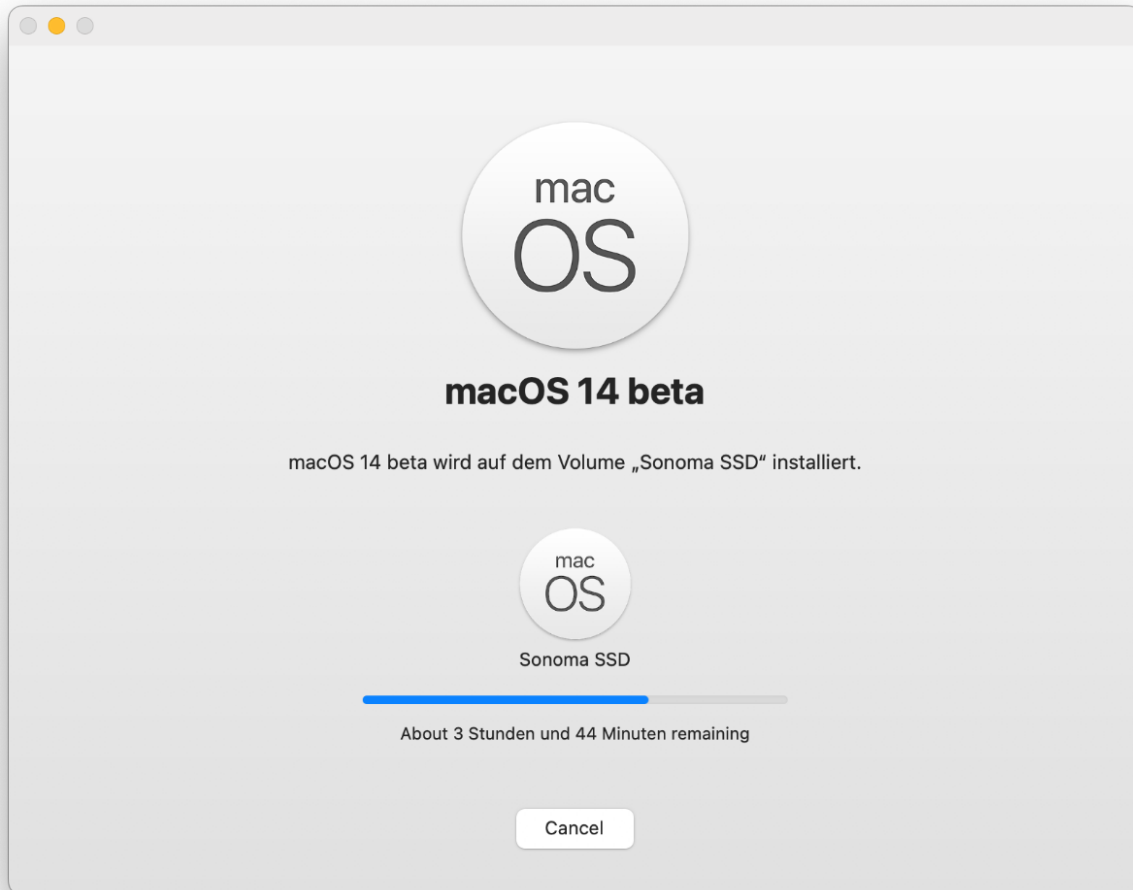 mac
OS
macOS 14 beta
macOS 14 beta wird auf dem Volume „Sonoma SSD“ installiert.
mac
OS
Sonoma SSD
About 3 Stunden und 44 Minuten remaining
Cancel